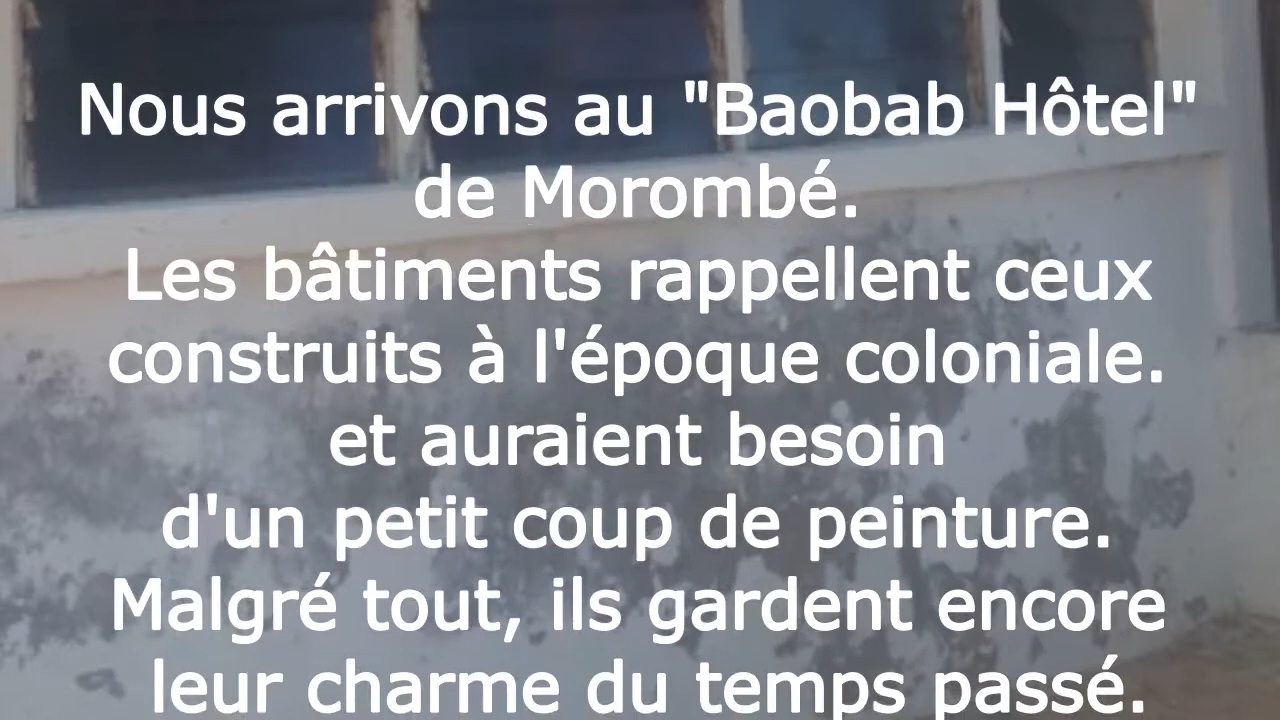 Nous arrivons au "Baobab Hôtel"
de Morombé.
Les bâtiments rappellent ceux
construits à l'époque coloniale.
et auraient besoin
d'un petit coup de peinture.
Malgré tout, ils gardent encore
leur charme du temps passé.